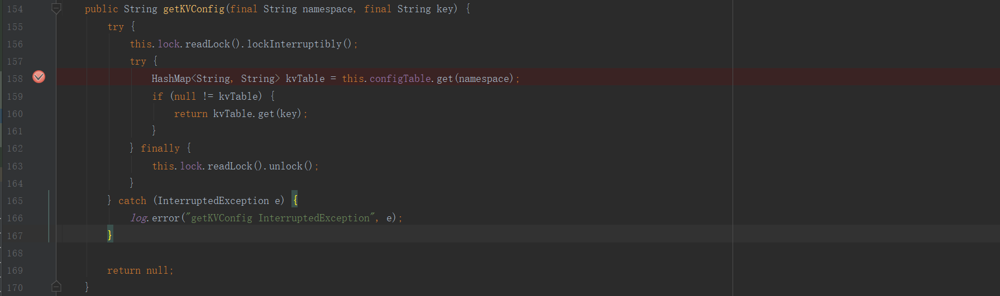 154 public String getKVConfig(final String namespace, final String key) {
155 try {
156 this.lock.readLock().lockInterruptibly();
157 try {
158 HashMap<String, String> kvTable = this.configTable.get(namespace);
159 if (null != kvTable) {
160 return kvTable.get(key);
161 }
162 } finally {
163 this.lock.readLock().unlock();
164 }
165 } catch (InterruptedException e) {
166 log.error("getKVConfig InterruptedException", e);
167 }
168
169 return null;
170 }